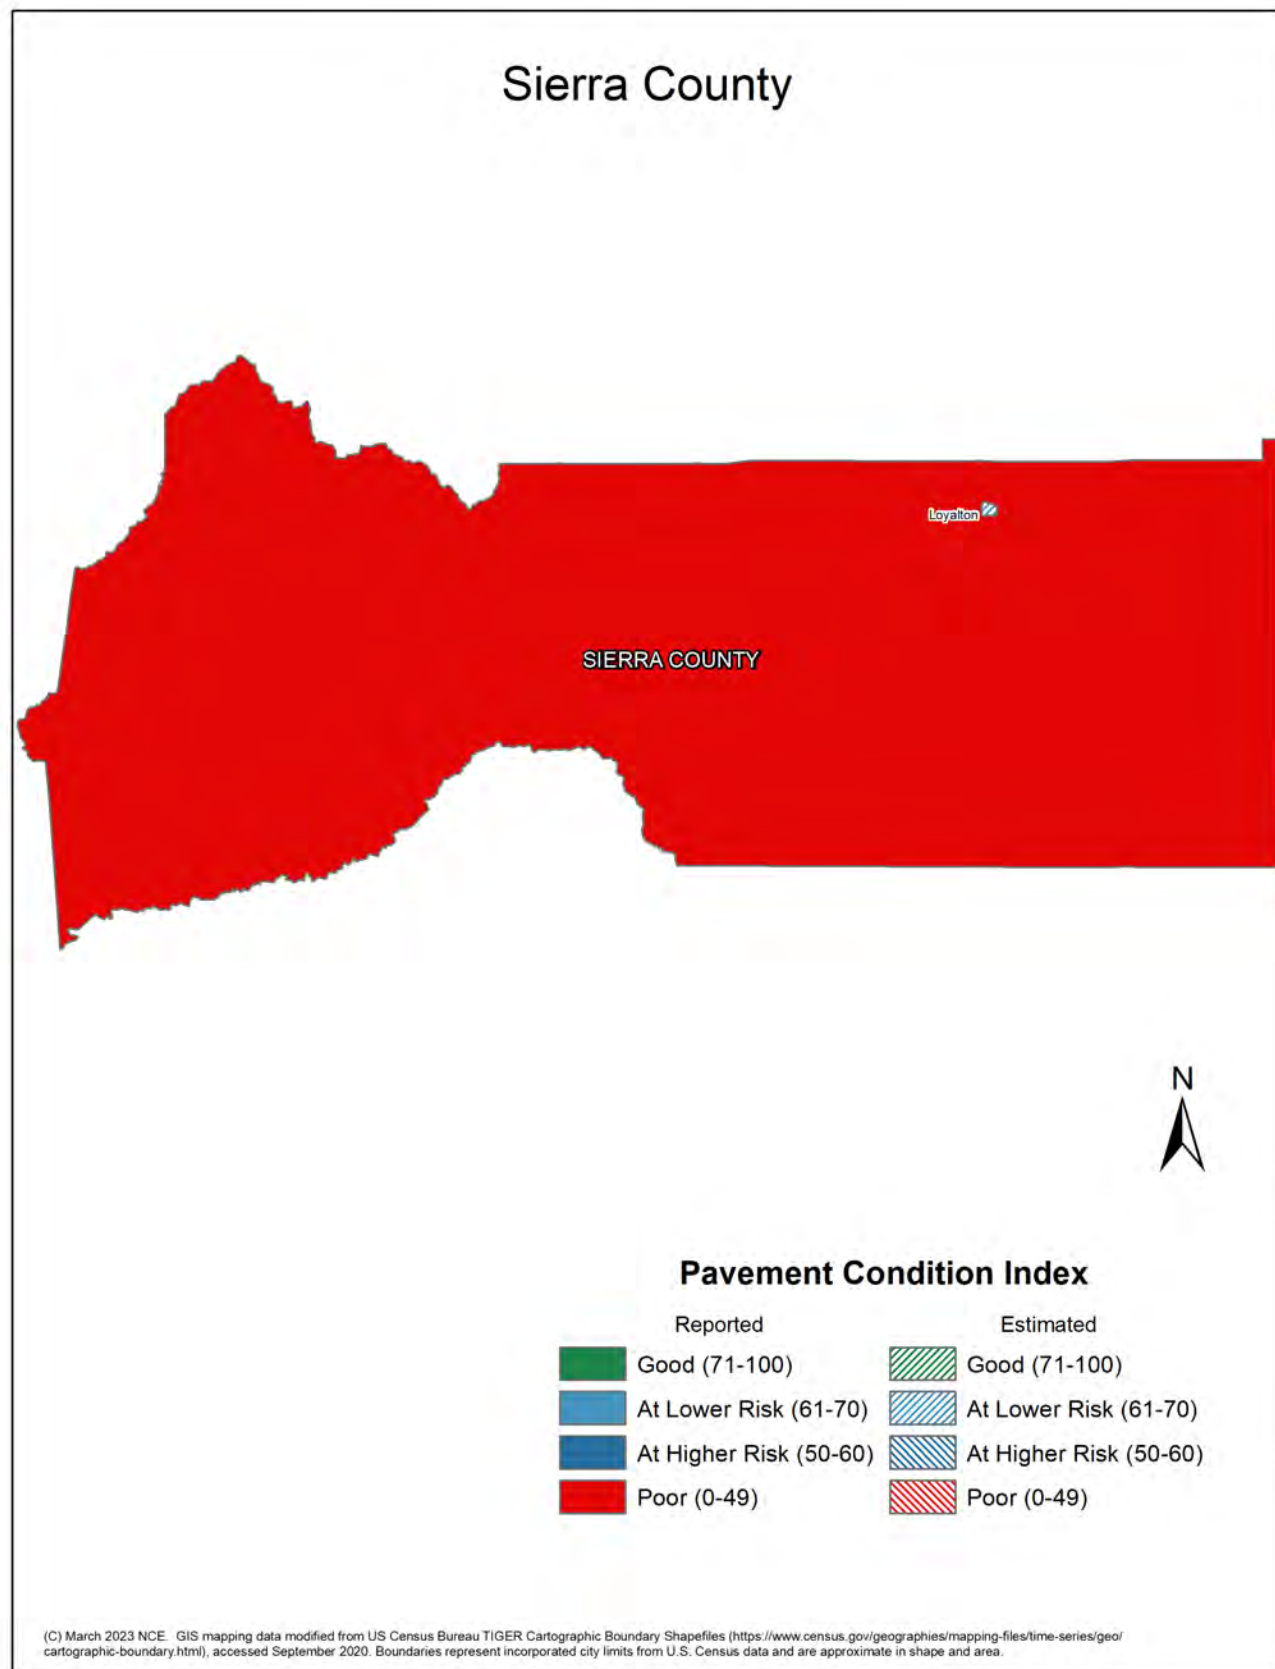 Sierra County
Loyalton
SIERRA COUNTY
N
Pavement Condition Index
Reported
Estimated
Good (71-100)
Good (71-100)
At Lower Risk (61-70)
At Lower Risk (61-70)
At Higher Risk (50-60)
At Higher Risk (50-60)
Poor (0-49)
Poor (0-49)
(C) March 2023 NCE. GIS mapping data modified from US Census Bureau TIGER Cartographic Boundary Shapefiles (https://www.census.gov/geographies/mapping-files/time-series/geo/
cartographic-boundary.html), accessed September 2020. Boundaries represent incorporated city limits from U.S. Census data and are approximate in shape and area.